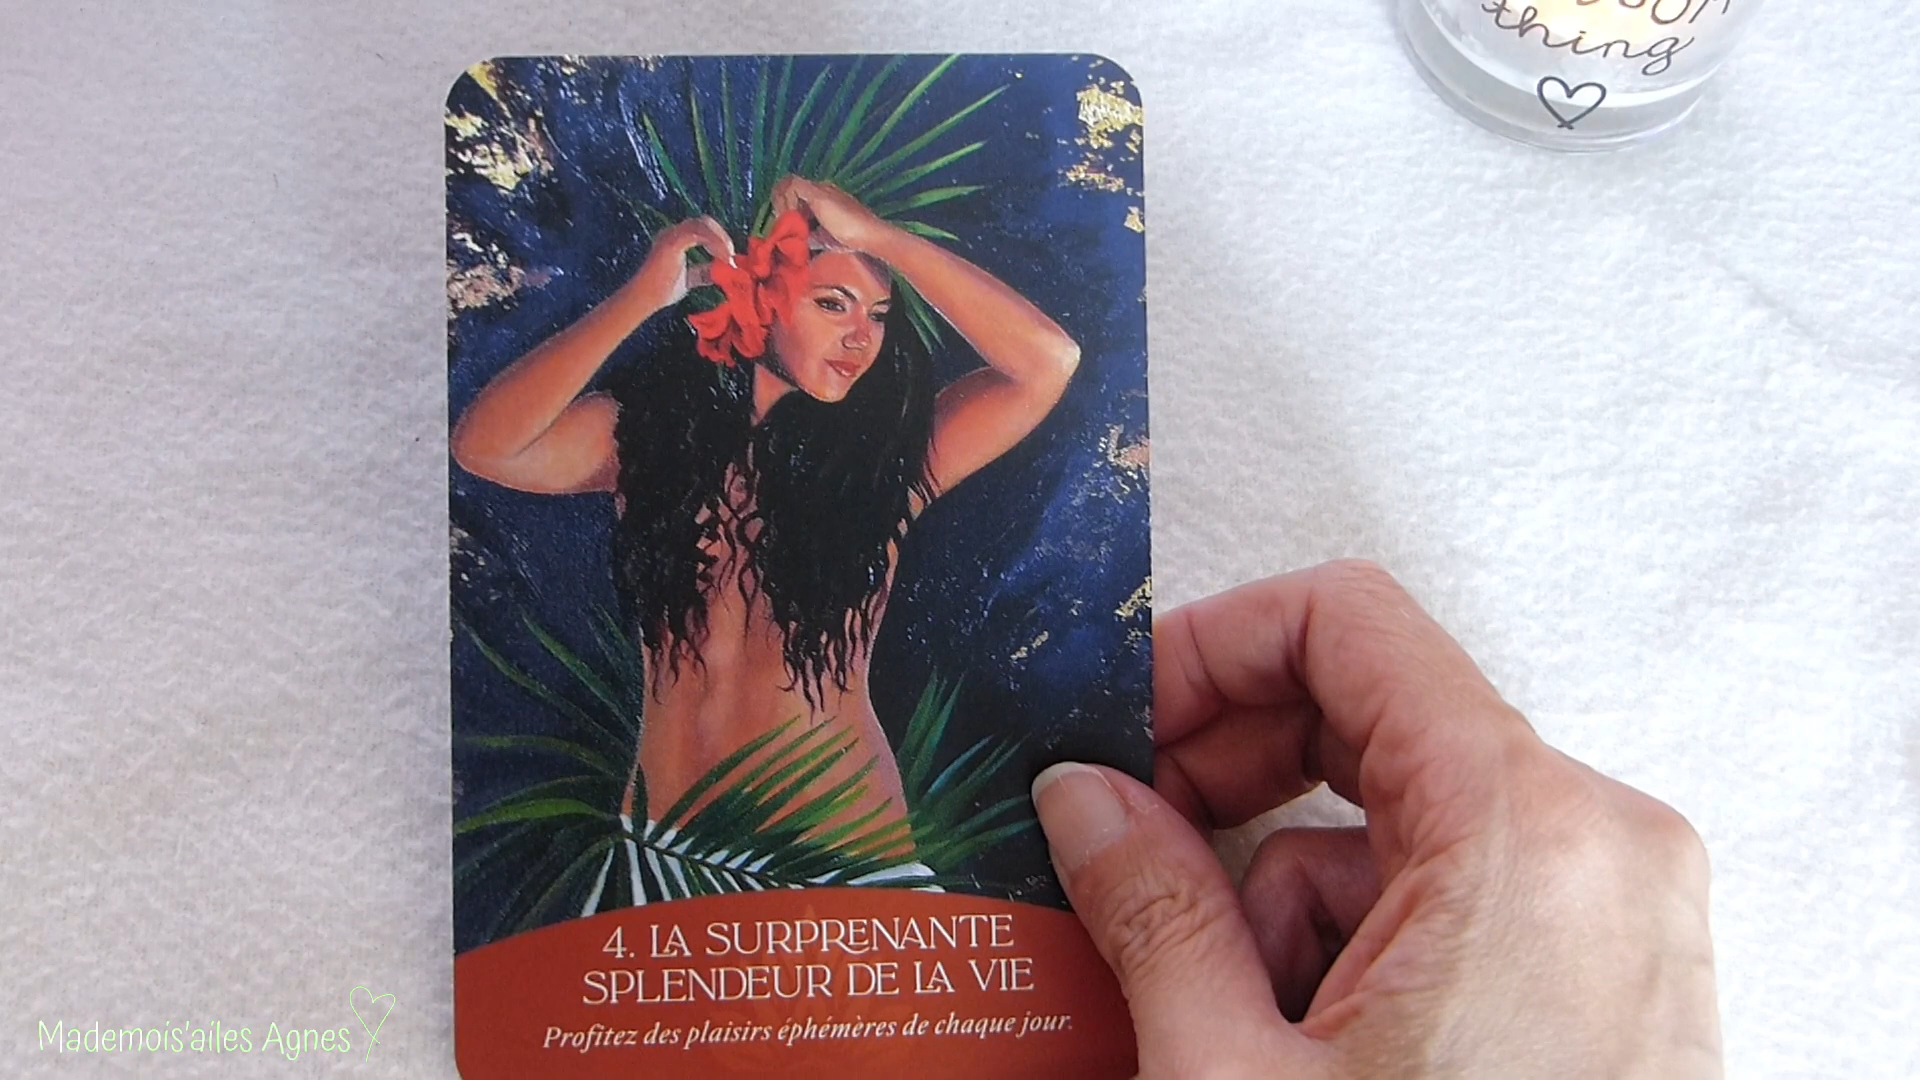 thing
4. LA SURPRENANTE
SPLENDEUR DE LA VIE
Profitez des plaisirs éphémères de chaque jour.
Mademois'ailes Agnes